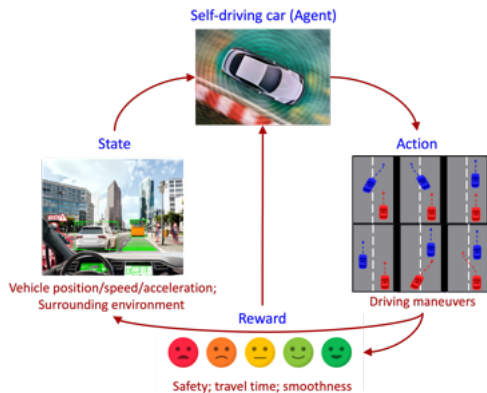 Self-driving car (Agent)
State
Action
Vehicle position/speed/acceleration;
Surrounding environment
Driving maneuvers
Reward
Safety; travel time; smoothness